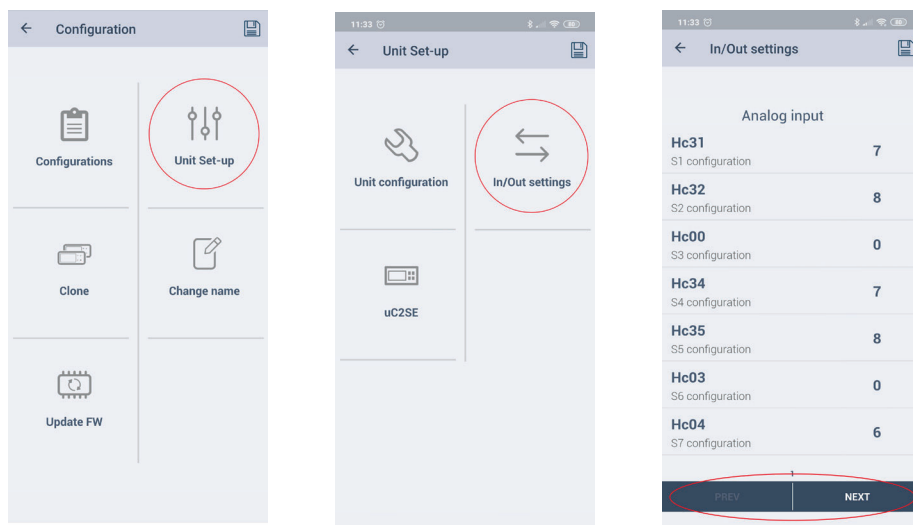 Configuration
Configurations
Unit Set-up
Clone
Change name
Update FW
11:33
Unit Set-up
Unit configuration
In/Out settings
uC2SE
11:33
In/Out settings
Analog input
Hc31
S1 configuration
7
Hc32
S2 configuration
8
Hc00
S3 configuration
0
Hc34
S4 configuration
7
Hc35
S5 configuration
8
Hc03
S6 configuration
0
Hc04
S7 configuration
6
1
PREV
NEXT